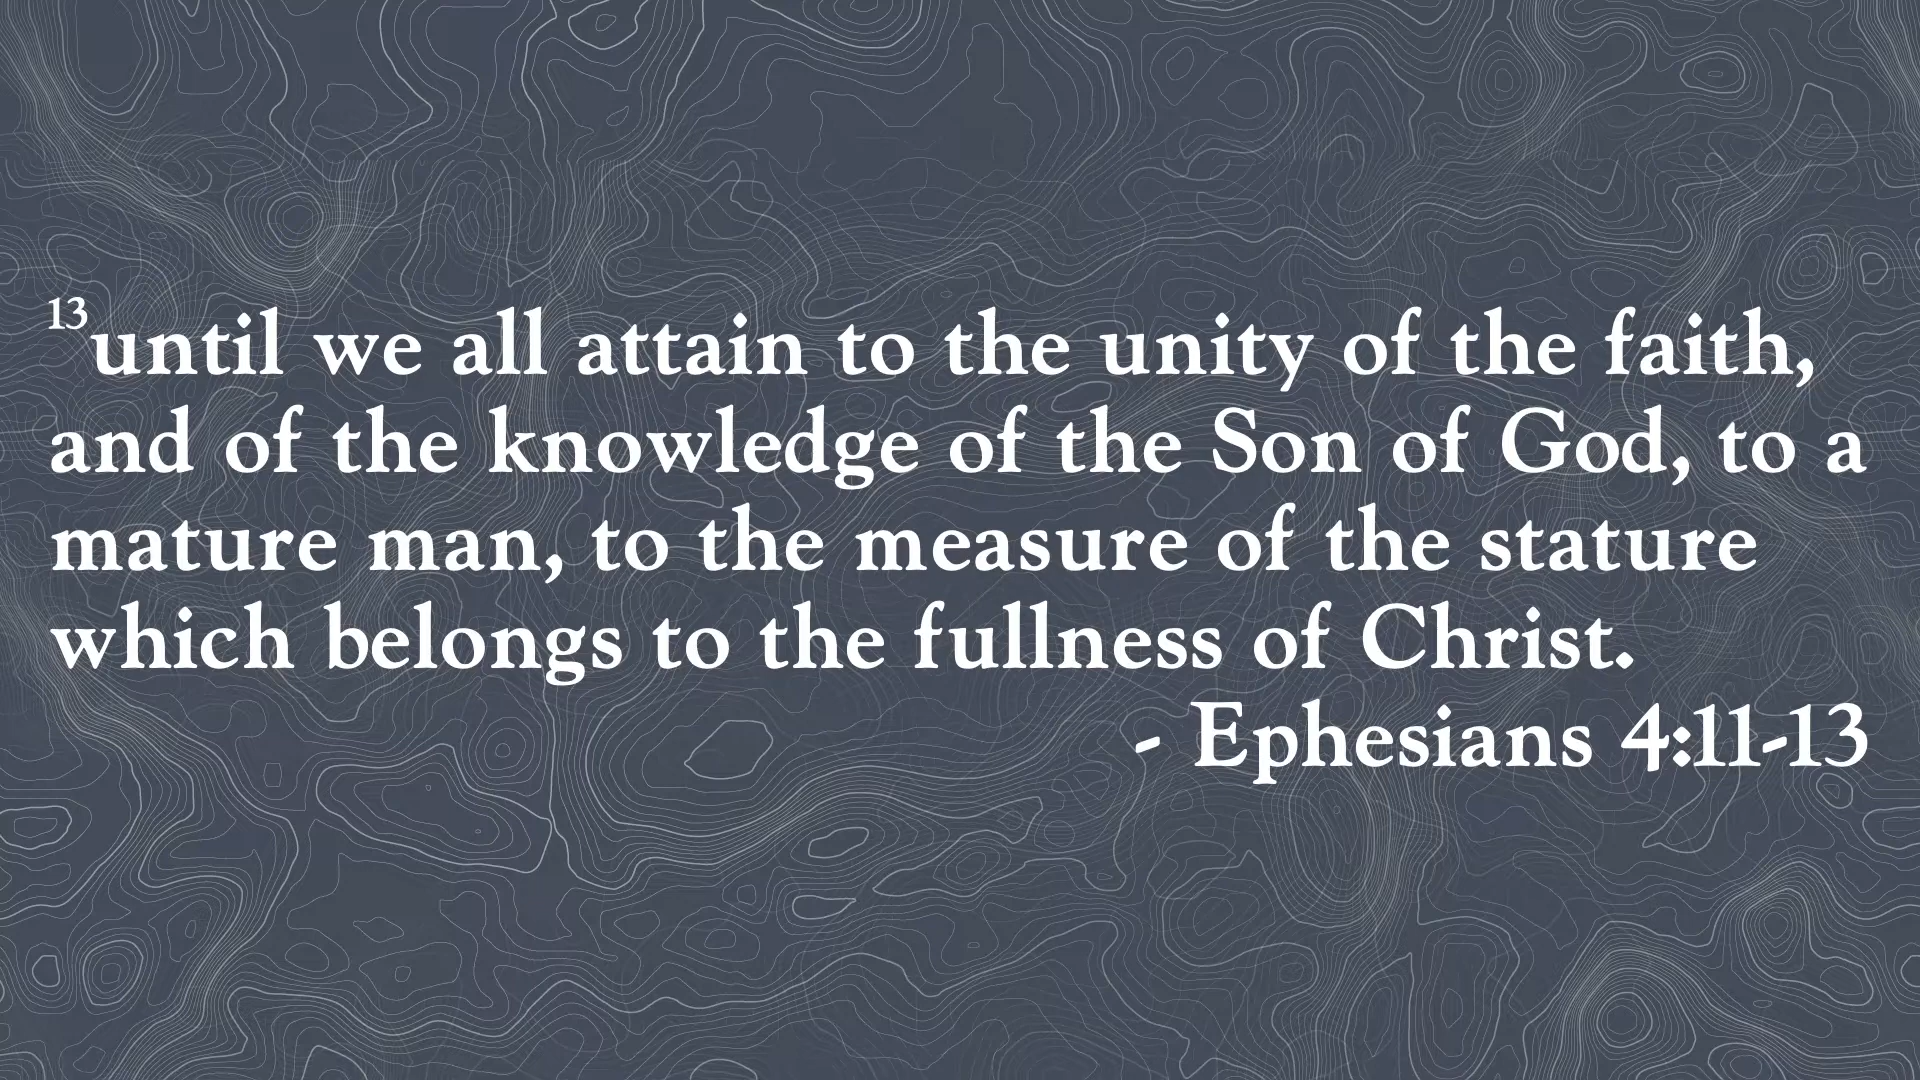 13until we all attain to the unity of the faith,
and of the knowledge of the Son of God, to a
mature man, to the measure of the stature
which belongs to the fullness of Christ.
- Ephesians 4:11-13